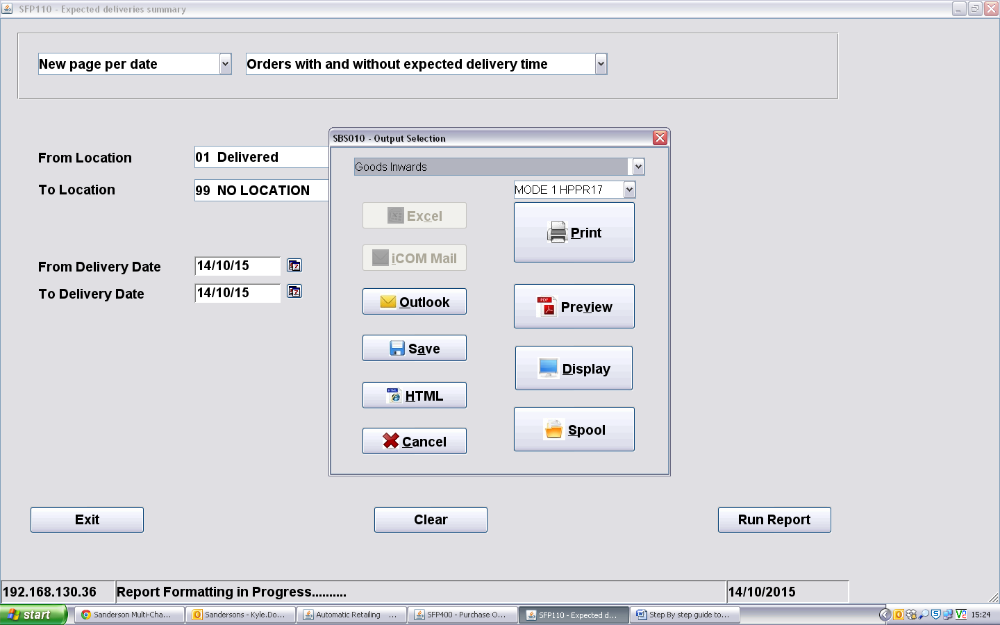 SFP110 - Expected deliveries summary
New page per date
Orders with and without expected delivery time
From Location
01 Delivered
To Location
99 NO LOCATION
From Delivery Date
14/10/15
To Delivery Date
14/10/15
SBS010 - Output Selection
Goods Inwards
MODE 1 HPPR17
Excel
Print
iCOM Mail
Outlook
PDF
Preview
Save
Display
HTML
HTML
Spool
Cancel
Exit
Clear
Run Report
192.168.130.36
Report Formatting in Progress..........
14/10/2015
start
Sanderson Multi-Cha...
Sandersons - Kyle.Do...
Automatic Retailing ...
SFP400 - Purchase O...
SFP110 - Expected d...
Step By step guide to...
15:24